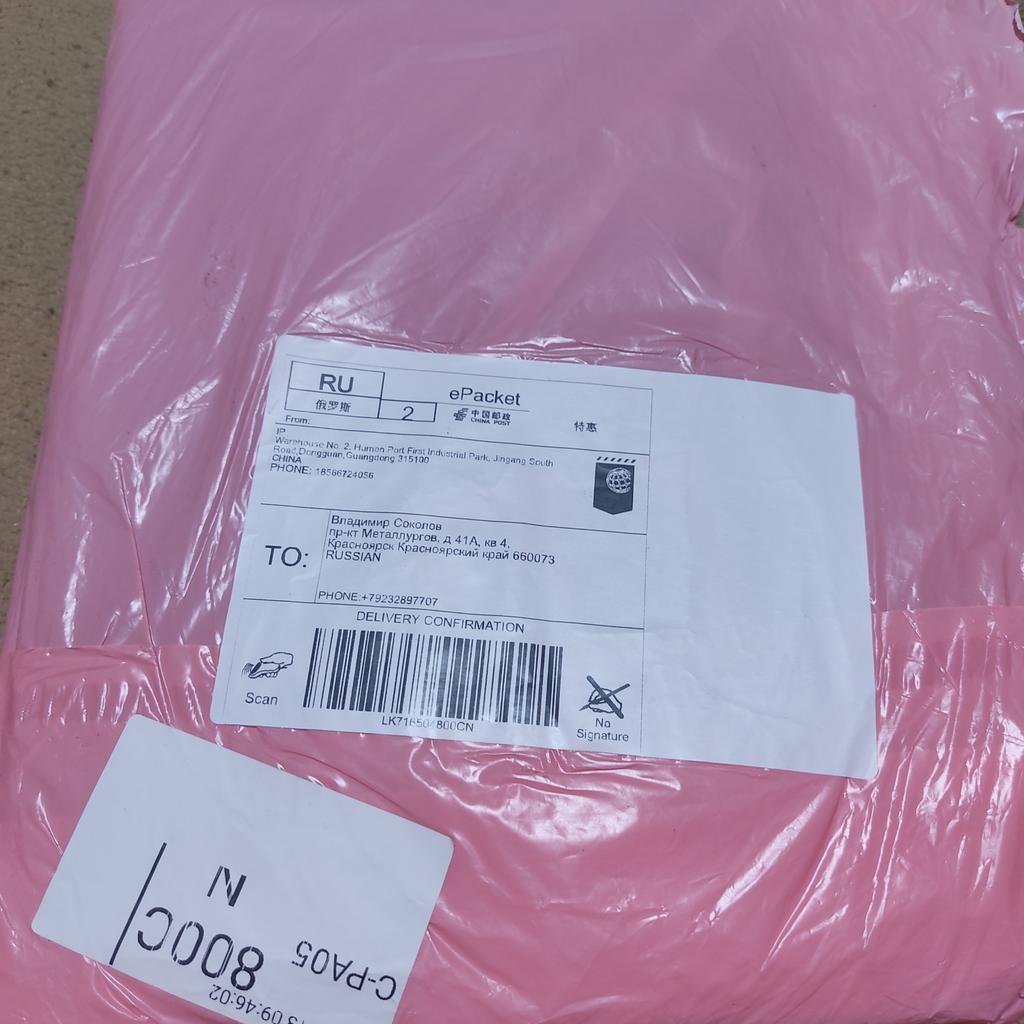 RU
俄罗斯
2
ePacket
中国邮政
CHINA POST
特惠
From:
IP
Warehouse No. 2, Humen Port First Industrial Park, Jingang South
Road,Dongguan,Guangdong 315100
CHINA
PHONE: 18566724056
TO:
Владимир Соколов
пр-кт Металлургов, д 41А, кв 4,
Красноярск Красноярский край 660073
RUSSIAN
PHONE:+79232897707
DELIVERY CONFIRMATION
Scan
LK716504800CN
No
Signature
C-PA05
800C
N
09:46:02